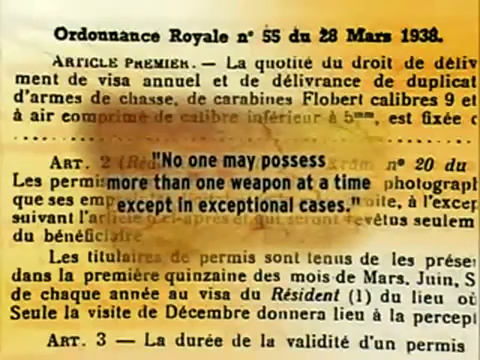 Ordonnance Royale n° 55 du 28 Mars 1938.
ARTICLE PREMIER. — La quotité du droit de déliv
ment de visa annuel et de délivrance de duplicat
d'armes de chasse, de carabines Flobert calibres 9 et
à air comprimé de calibre inférieur à 5mm, est fixée
ART. 2 n° 20 du
"No one may possess
Les permis photograph
more than one weapon at a time
que ses oite, à l'excep
except in exceptional cases."
suivant l'article ci-après et qui seront revêtus seulem
du bénéficiaire
Les titulaires de permis sont tenus de les prése
dans la première quinzaine des mois de Mars, Juin, S
de chaque année au visa du Résident (1) du lieu où
Seule la visite de Décembre donnera lieu à la percept
ART. 3 — La durée de la validité d'un permis